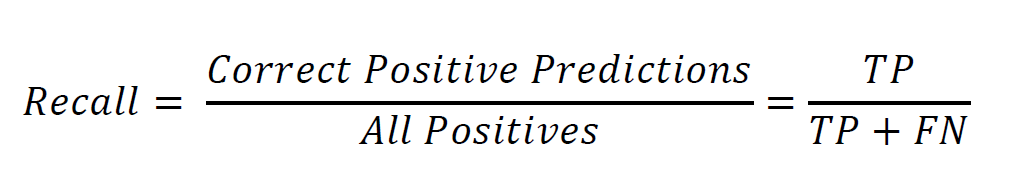 Recall = Correct Positive Predictions / All Positives = TP / TP + FN